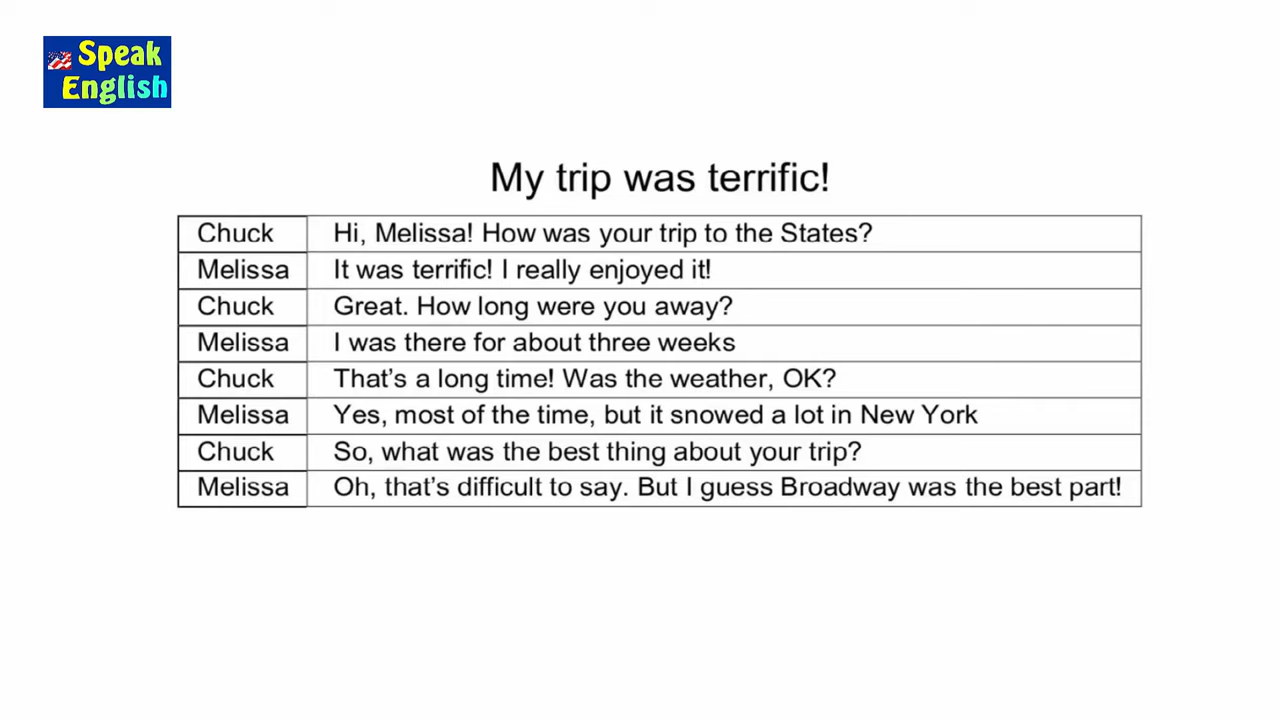 Speak
English
My trip was terrific!
Chuck Hi, Melissa! How was your trip to the States?
Melissa It was terrific! I really enjoyed it!
Chuck Great. How long were you away?
Melissa I was there for about three weeks
Chuck That’s a long time! Was the weather, OK?
Melissa Yes, most of the time, but it snowed a lot in New York
Chuck So, what was the best thing about your trip?
Melissa Oh, that’s difficult to say. But I guess Broadway was the best part!